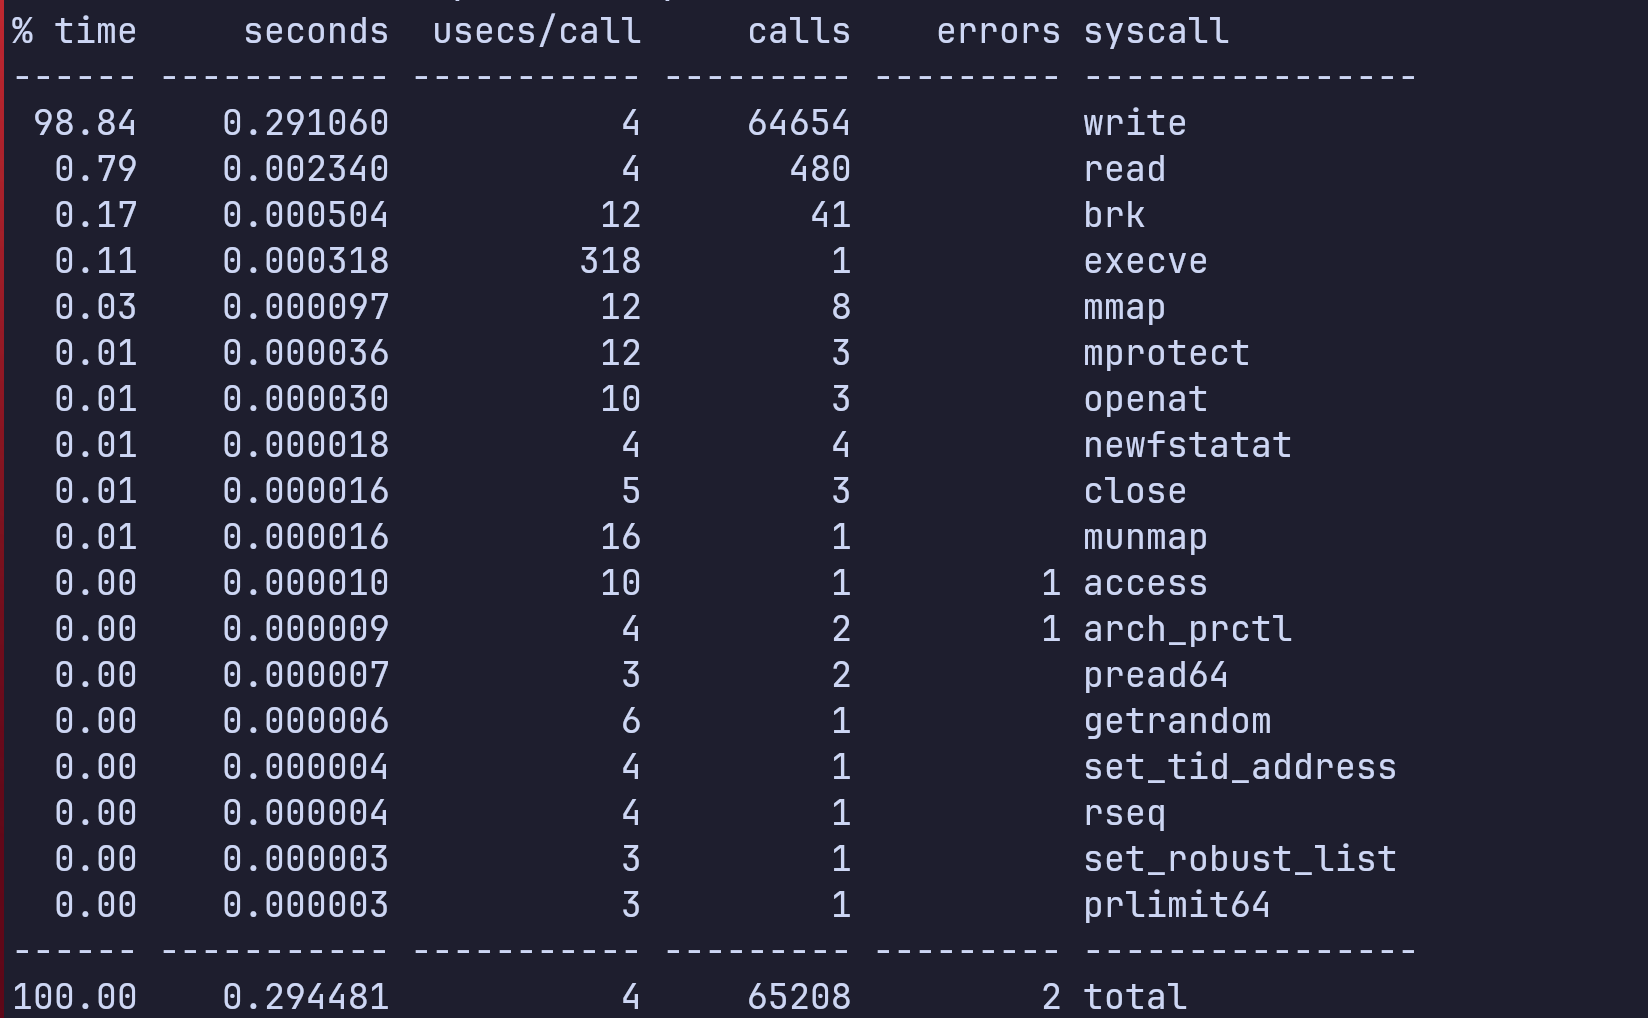 % time     seconds  usecs/call     calls    errors syscall
------ ----------- ----------- --------- --------- ----------------
 98.84    0.291060           4     64654           write
  0.79    0.002340           4       480           read
  0.17    0.000504          12        41           brk
  0.11    0.000318         318         1           execve
  0.03    0.000097          12         8           mmap
  0.01    0.000036          12         3           mprotect
  0.01    0.000030          10         3           openat
  0.01    0.000018           4         4           newfstatat
  0.01    0.000016           5         3           close
  0.01    0.000016          16         1           munmap
  0.00    0.000010          10         1         1 access
  0.00    0.000009           4         2         1 arch_prctl
  0.00    0.000007           3         2           pread64
  0.00    0.000006           6         1           getrandom
  0.00    0.000004           4         1           set_tid_address
  0.00    0.000004           4         1           rseq
  0.00    0.000003           3         1           set_robust_list
  0.00    0.000003           3         1           prlimit64
------ ----------- ----------- --------- --------- ----------------
100.00    0.294481           4     65208         2 total